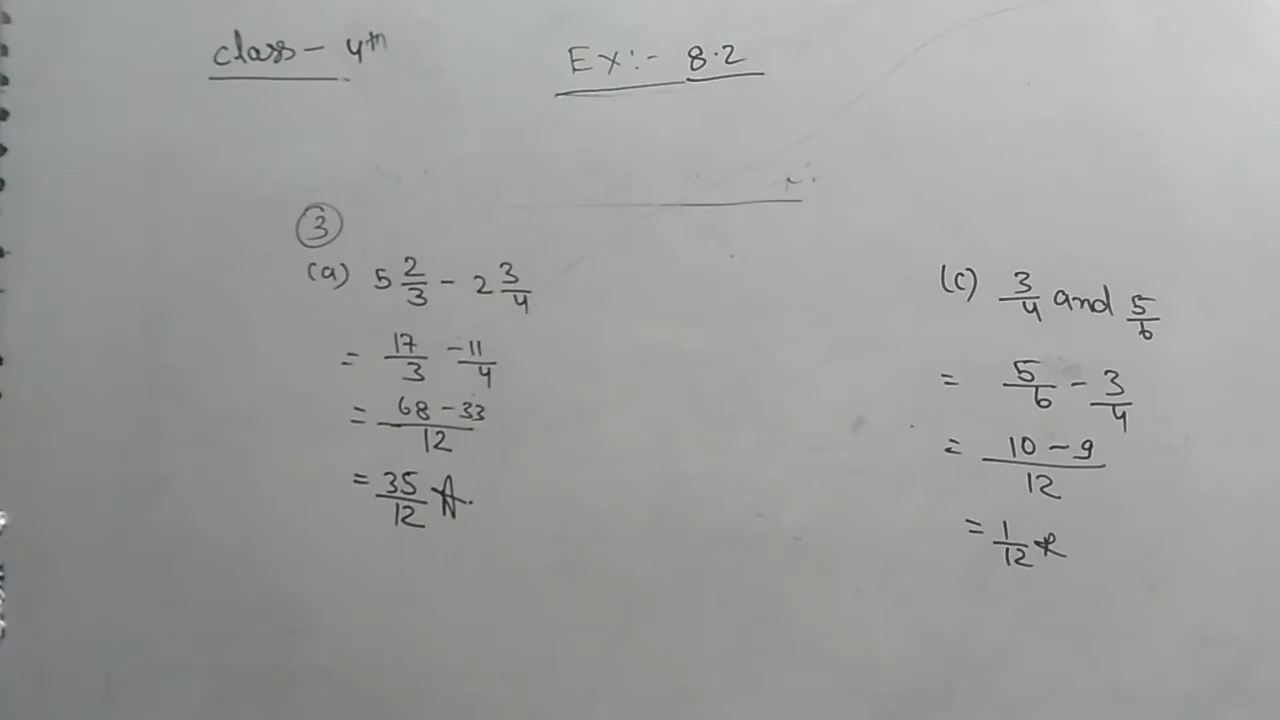 class - 4th
Ex:- 8.2
3
(a) 5 2/3 - 2 3/4
= 17/3 - 11/4
= 68 - 33/12
= 35/12
(c) 3/4 and 5/6
= 5/6 - 3/4
= 10 - 9/12
= 1/12